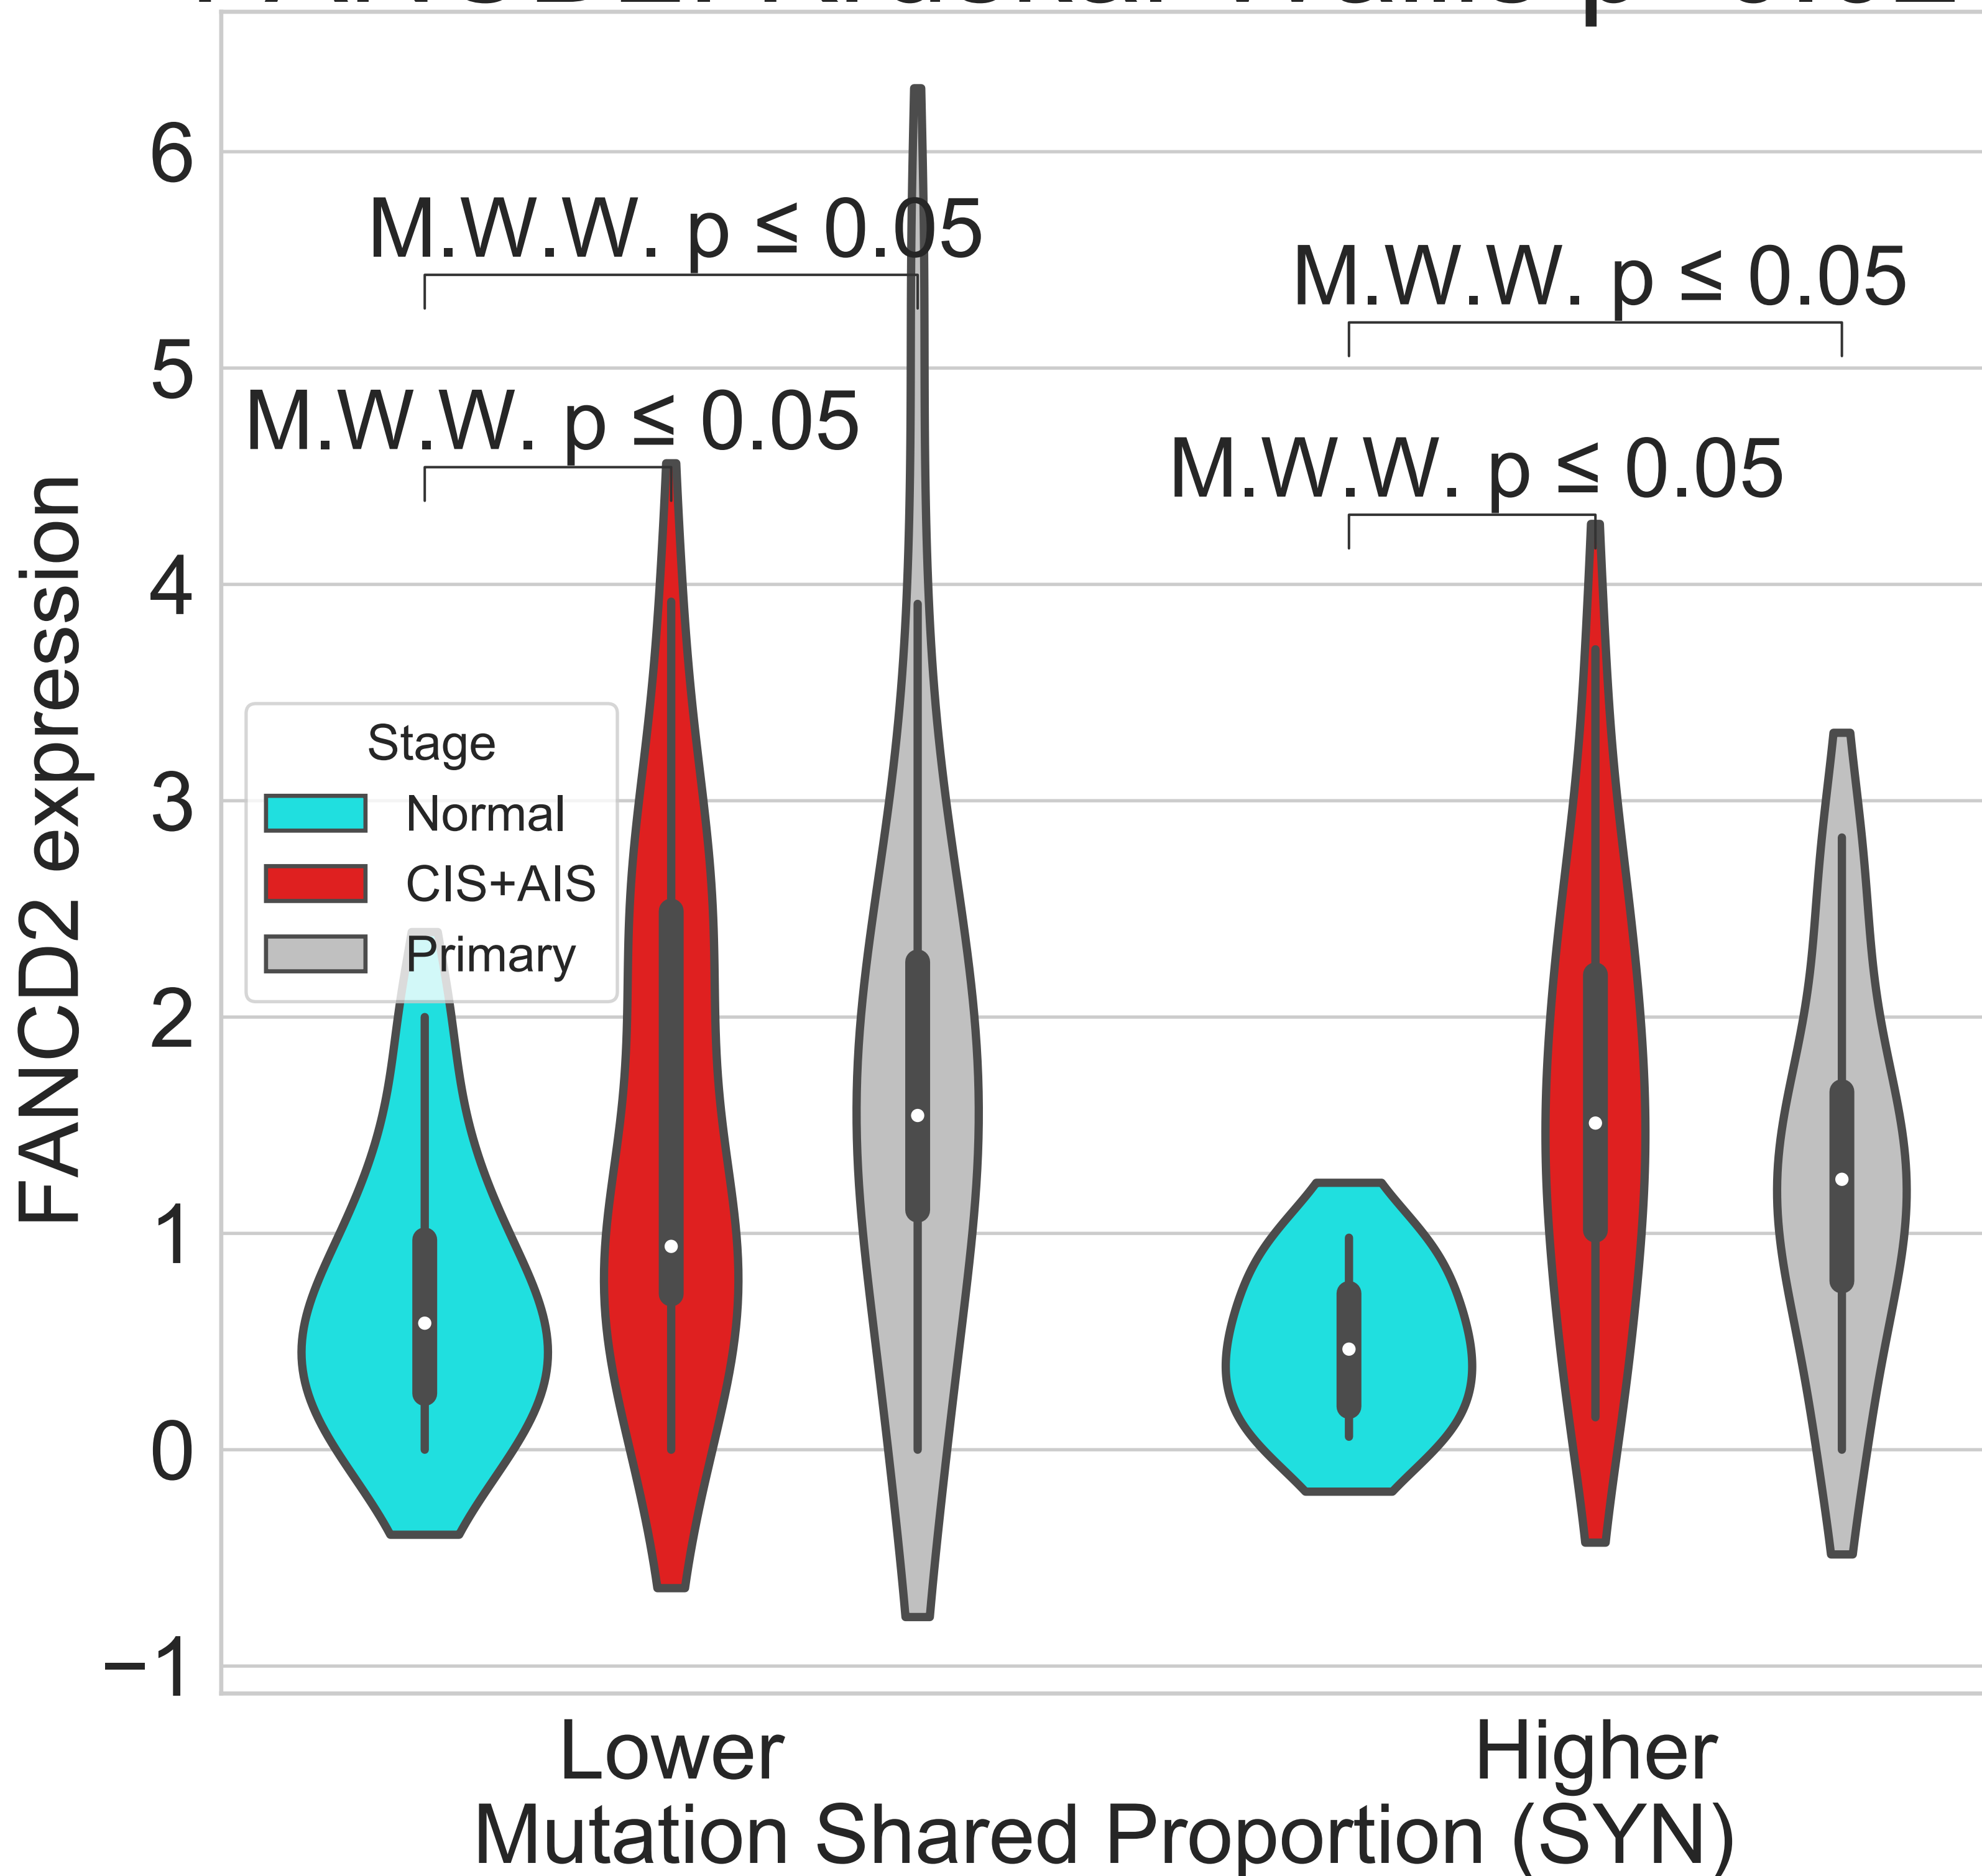 6
5
4
3
2
1
0
−1
FANCD2 expression
M.W.W. p ≤ 0.05
M.W.W. p ≤ 0.05
M.W.W. p ≤ 0.05
M.W.W. p ≤ 0.05
Stage
Normal
CIS+AIS
Primary
Lower
Higher
Mutation Shared Proportion (SYN)